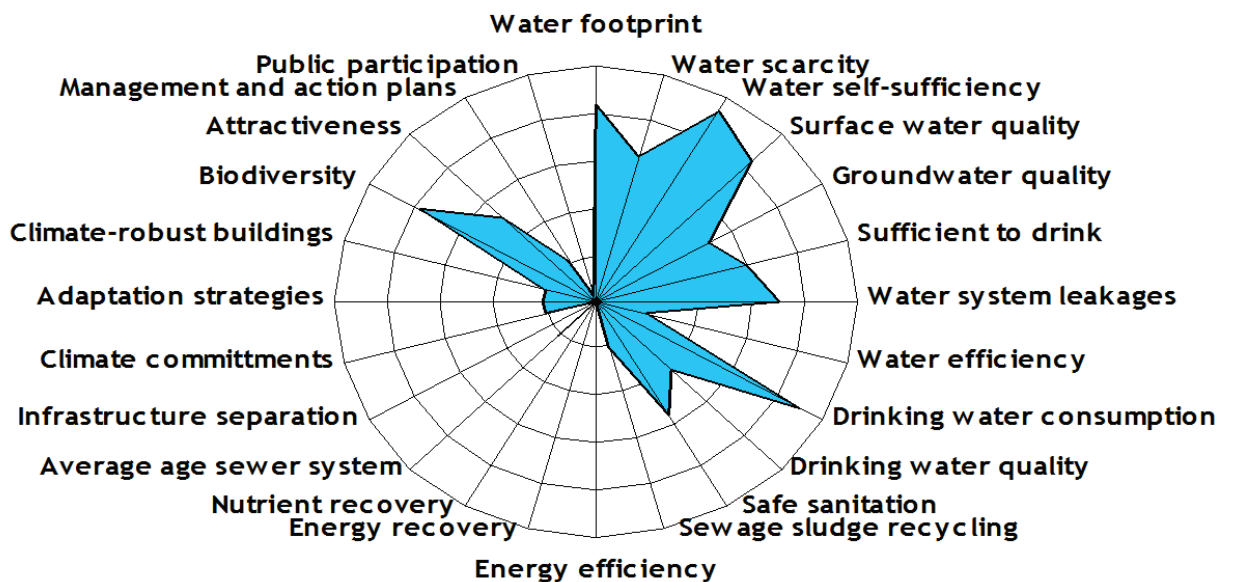 Water footprint
Public participation
Water scarcity
Management and action plans
Water self-sufficiency
Attractiveness
Surface water quality
Biodiversity
Groundwater quality
Climate-robust buildings
Sufficient to drink
Adaptation strategies
Water system leakages
Climate committments
Water efficiency
Infrastructure separation
Drinking water consumption
Average age sewer system
Drinking water quality
Nutrient recovery
Safe sanitation
Energy recovery
Sewage sludge recycling
Energy efficiency